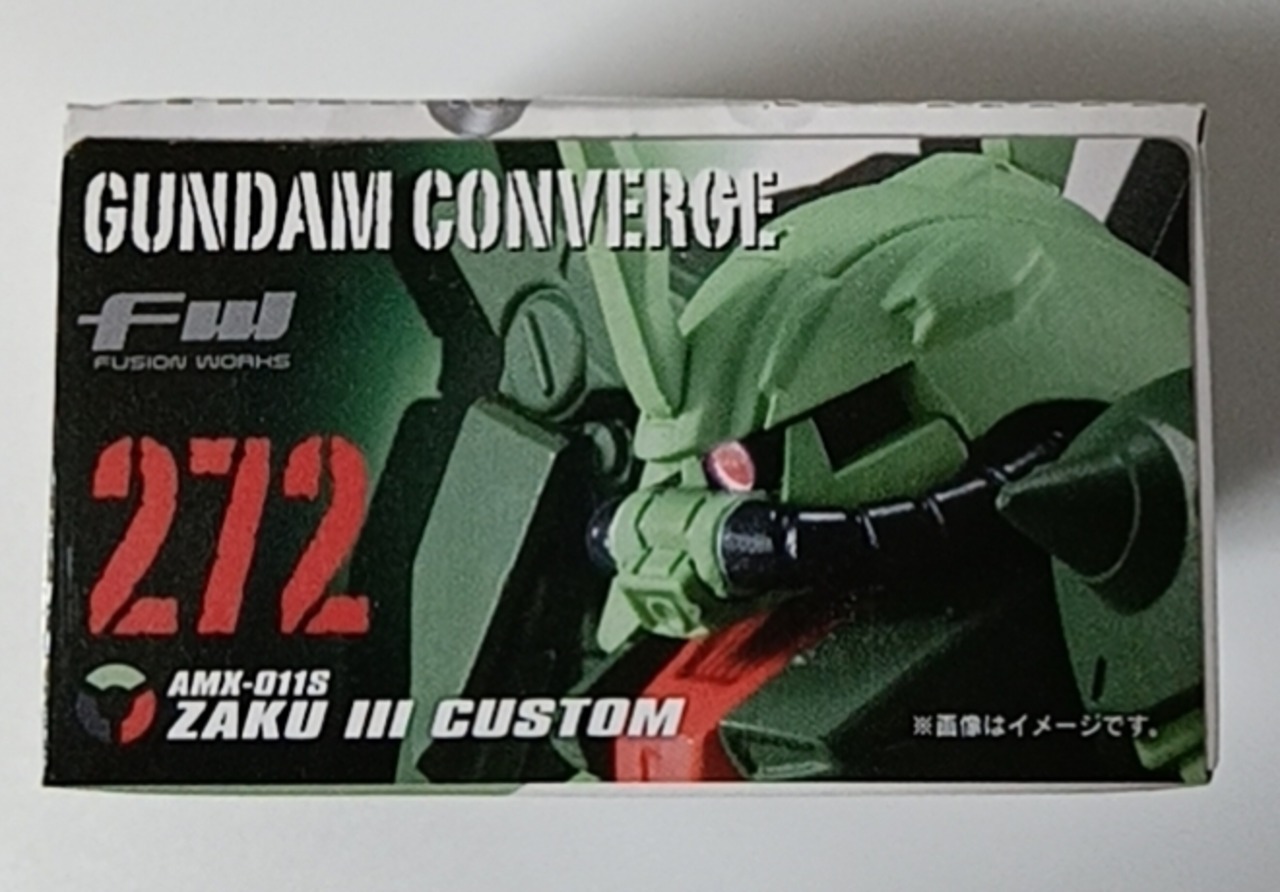 GUNDAM CONVERGE
FW
FUSION WORKS
272
AMX-011S
ZAKU III CUSTOM
※画像はイメージです。